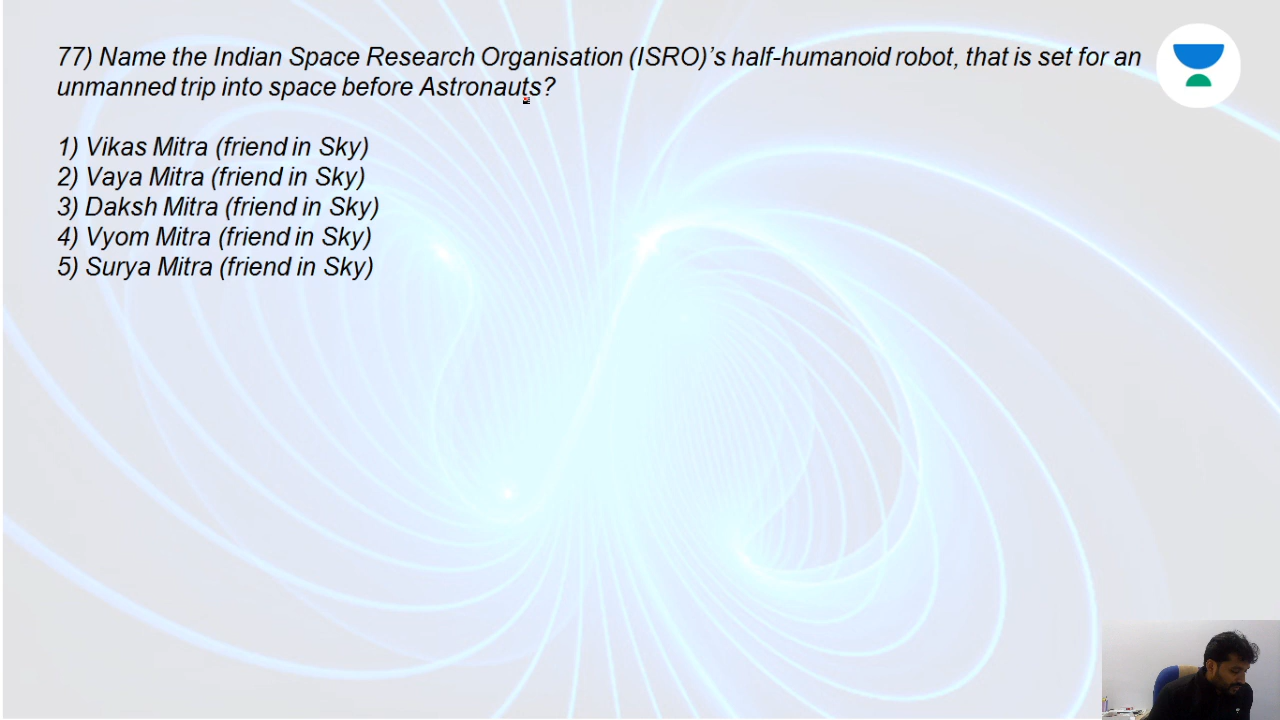 77) Name the Indian Space Research Organisation (ISRO)’s half-humanoid robot, that is set for an
unmanned trip into space before Astronauts?
1) Vikas Mitra (friend in Sky)
2) Vaya Mitra (friend in Sky)
3) Daksh Mitra (friend in Sky)
4) Vyom Mitra (friend in Sky)
5) Surya Mitra (friend in Sky)